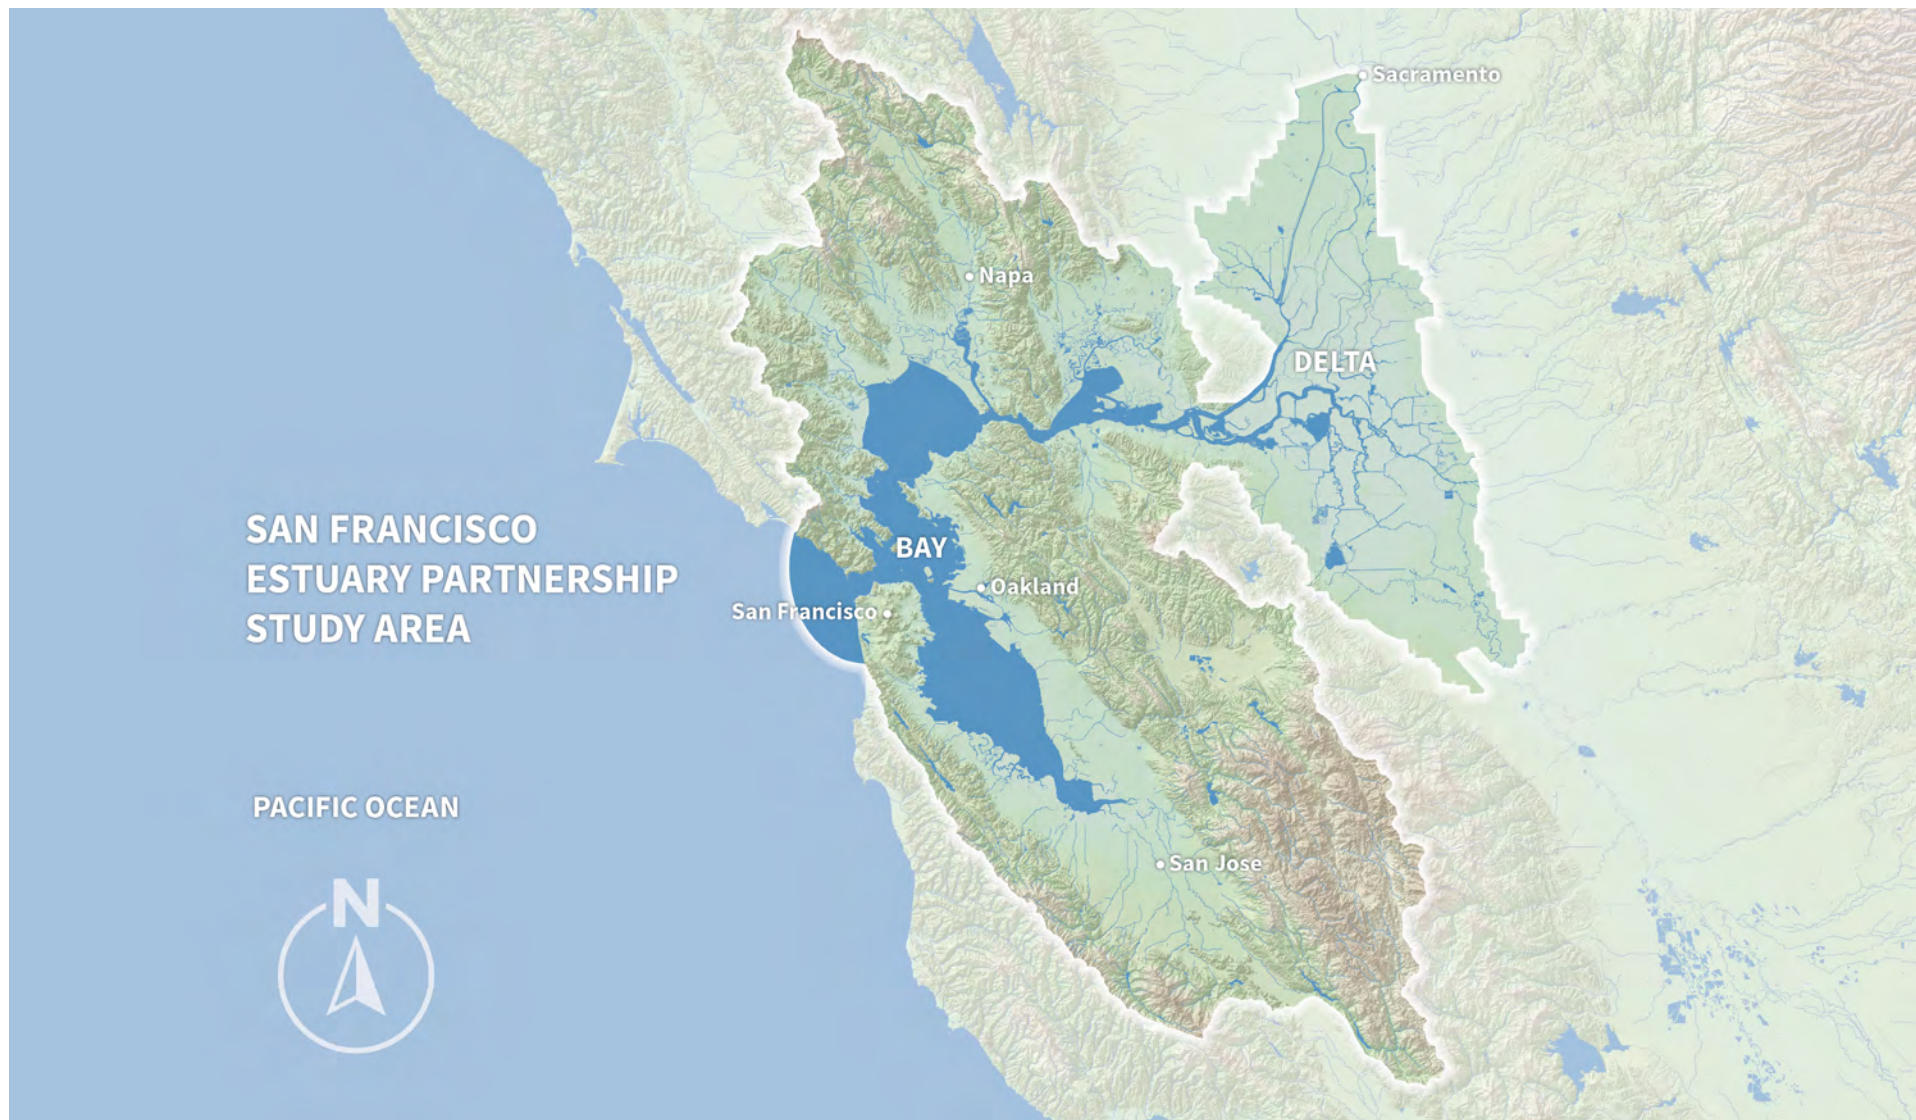 Sacramento
Napa
DELTA
SAN FRANCISCO
ESTUARY PARTNERSHIP
STUDY AREA
BAY
Oakland
San Francisco
PACIFIC OCEAN
San Jose
N